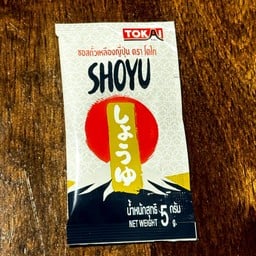 TOKAI
ซอสถั่วเหลืองญี่ปุ่น ตรา โตไก
SHOYU
しょうゆ
น้ำหนักสุทธิ 5 กรัม
NET WEIGHT 5 g.